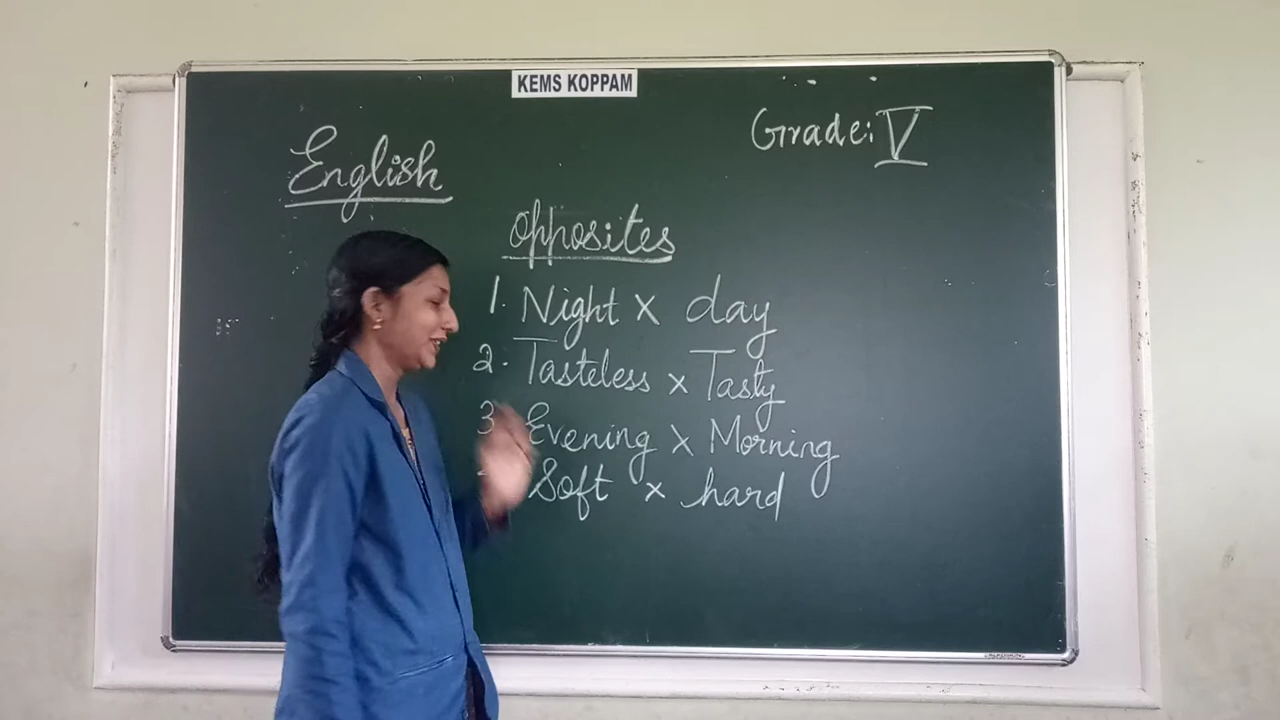 KEMS KOPPAM
Grade: V
English
opposites
1. Night X day
2. Tasteless x Tasty
3 Evening x Morning
Soft x hard